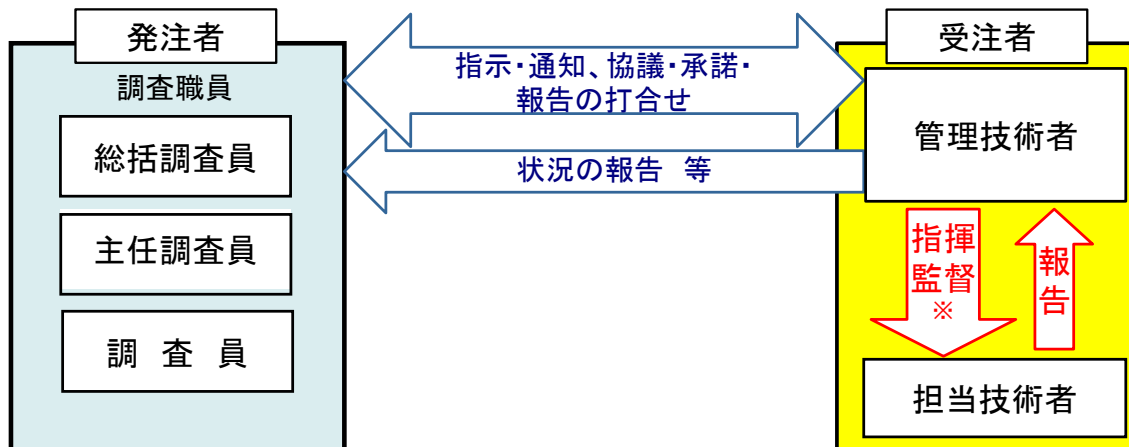 発注者
調査職員
総括調査員
主任調査員
調　査　員
指示・通知、協議・承諾・
報告の打合せ
状況の報告　等
受注者
管理技術者
指揮
監督
※
報
告
担当技術者